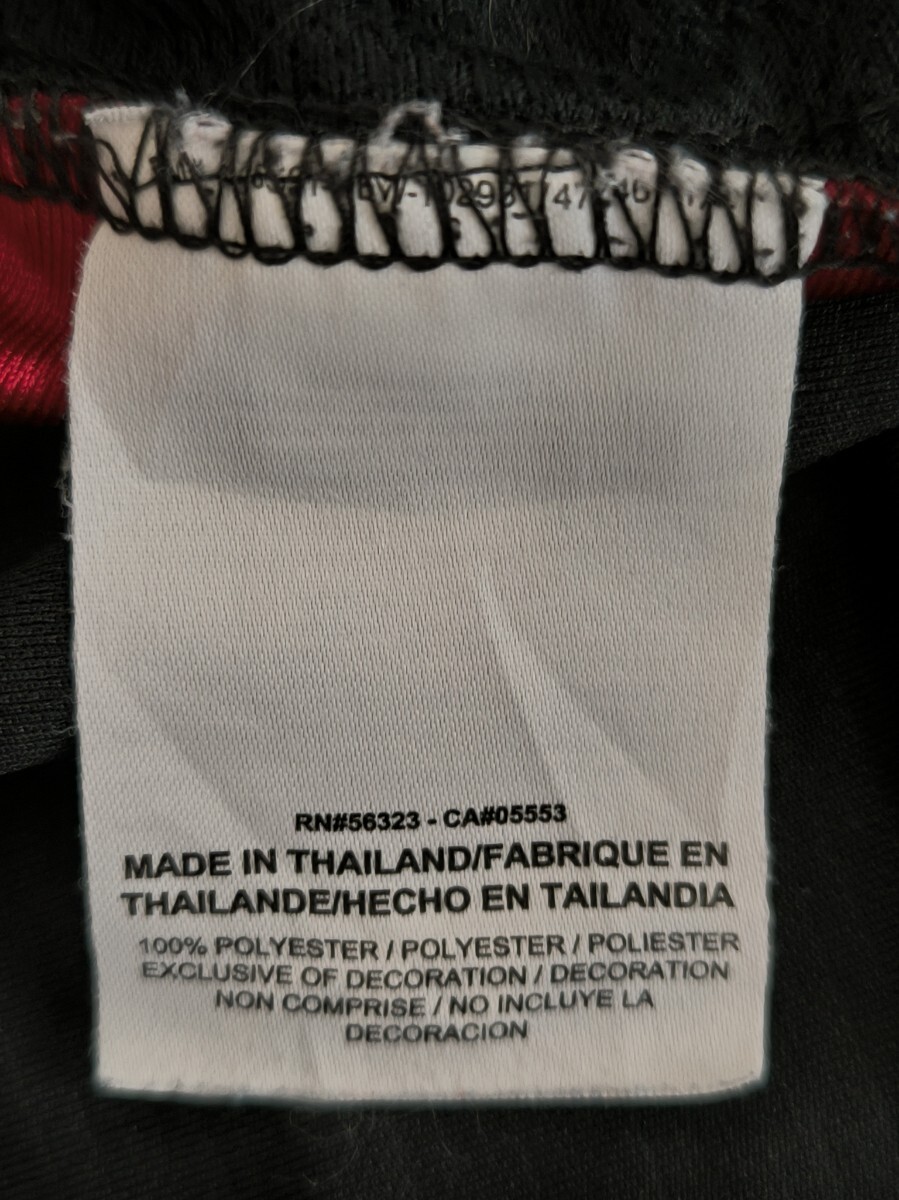 RN#56323 - CA#05553
MADE IN THAILAND/FABRIQUE EN
THAILANDE/HECHO EN TAILANDIA
100% POLYESTER / POLYESTER / POLIESTER
EXCLUSIVE OF DECORATION / DECORATION
NON COMPRISE / NO INCLUYE LA
DECORACION